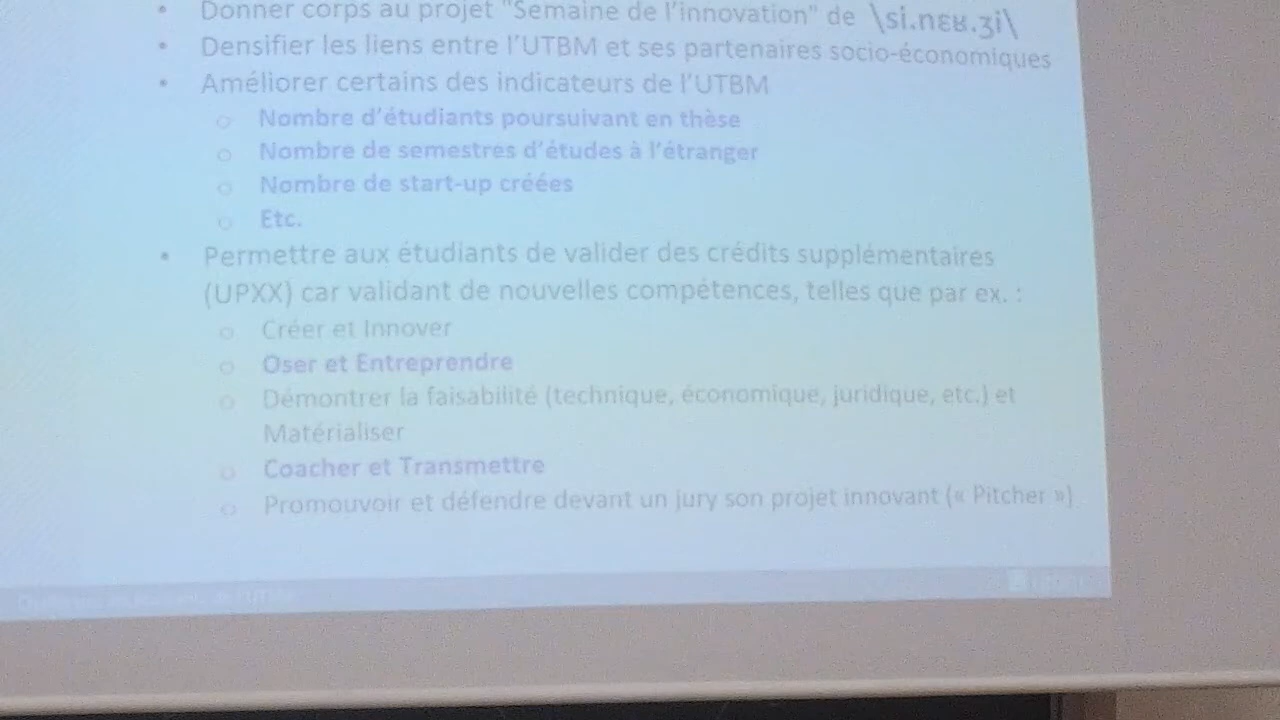 • Donner corps au projet "Semaine de l'innovation" de \si.nɛʁ.ʒi\
• Densifier les liens entre l'UTBM et ses partenaires socio-économiques
• Améliorer certains des indicateurs de l'UTBM
o Nombre d'étudiants poursuivant en thèse
o Nombre de semestres d'études à l'étranger
o Nombre de start-up créées
o Etc.
• Permettre aux étudiants de valider des crédits supplémentaires
(UPXX) car validant de nouvelles compétences, telles que par ex. :
o Créer et Innover
o Oser et Entreprendre
o Démontrer la faisabilité (technique, économique, juridique, etc.) et
Matérialiser
o Coacher et Transmettre
o Promouvoir et défendre devant un jury son projet innovant (« Pitcher »)